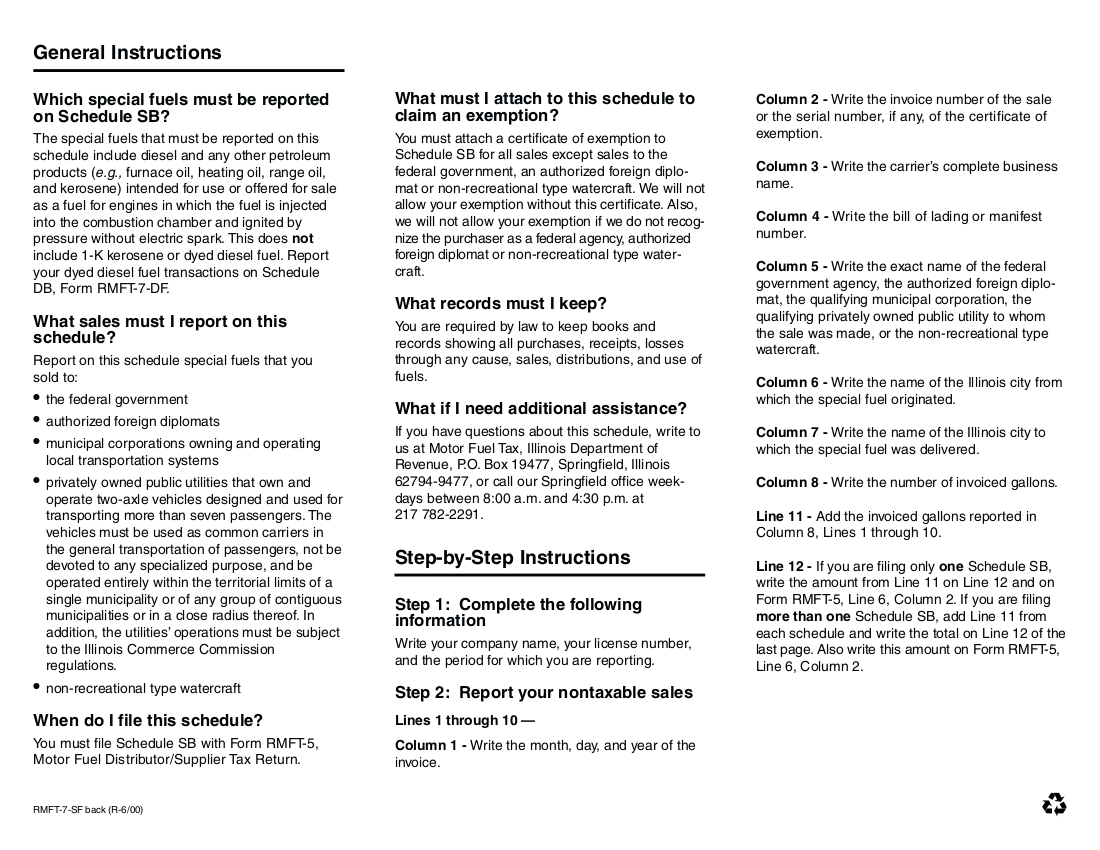 General Instructions
Which special fuels must be reported
on Schedule SB?
The special fuels that must be reported on this
schedule include diesel and any other petroleum
products (e.g., furnace oil, heating oil, range oil,
and kerosene) intended for use or offered for sale
as a fuel for engines in which the fuel is injected
into the combustion chamber and ignited by
pressure without electric spark. This does not
include 1-K kerosene or dyed diesel fuel. Report
your dyed diesel fuel transactions on Schedule
DB, Form RMFT-7-DF.
What sales must I report on this
schedule?
Report on this schedule special fuels that you
sold to:
• the federal government
• authorized foreign diplomats
• municipal corporations owning and operating
local transportation systems
• privately owned public utilities that own and
operate two-axle vehicles designed and used for
transporting more than seven passengers. The
vehicles must be used as common carriers in
the general transportation of passengers, not be
devoted to any specialized purpose, and be
operated entirely within the territorial limits of a
single municipality or of any group of contiguous
municipalities or in a close radius thereof. In
addition, the utilities' operations must be subject
to the Illinois Commerce Commission
regulations.
• non-recreational type watercraft
When do I file this schedule?
You must file Schedule SB with Form RMFT-5,
Motor Fuel Distributor/Supplier Tax Return.
What must I attach to this schedule to
claim an exemption?
You must attach a certificate of exemption to
Schedule SB for all sales except sales to the
federal government, an authorized foreign diplo-
mat or non-recreational type watercraft. We will not
allow your exemption without this certificate. Also,
we will not allow your exemption if we do not recog-
nize the purchaser as a federal agency, authorized
foreign diplomat or non-recreational type water-
craft.
What records must I keep?
You are required by law to keep books and
records showing all purchases, receipts, losses
through any cause, sales, distributions, and use of
fuels.
What if I need additional assistance?
If you have questions about this schedule, write to
us at Motor Fuel Tax, Illinois Department of
Revenue, P.O. Box 19477, Springfield, Illinois
62794-9477, or call our Springfield office week-
days between 8:00 a.m. and 4:30 p.m. at
217 782-2291.
Step-by-Step Instructions
Step 1: Complete the following
information
Write your company name, your license number,
and the period for which you are reporting.
Step 2: Report your nontaxable sales
Lines 1 through 10 —
Column 1 - Write the month, day, and year of the
invoice.
Column 2 - Write the invoice number of the sale
or the serial number, if any, of the certificate of
exemption.
Column 3 - Write the carrier's complete business
name.
Column 4 - Write the bill of lading or manifest
number.
Column 5 - Write the exact name of the federal
government agency, the authorized foreign diplo-
mat, the qualifying municipal corporation, the
qualifying privately owned public utility to whom
the sale was made, or the non-recreational type
watercraft.
Column 6 - Write the name of the Illinois city from
which the special fuel originated.
Column 7 - Write the name of the Illinois city to
which the special fuel was delivered.
Column 8 - Write the number of invoiced gallons.
Line 11 - Add the invoiced gallons reported in
Column 8, Lines 1 through 10.
Line 12 - If you are filing only one Schedule SB,
write the amount from Line 11 on Line 12 and on
Form RMFT-5, Line 6, Column 2. If you are filing
more than one Schedule SB, add Line 11 from
each schedule and write the total on Line 12 of the
last page. Also write this amount on Form RMFT-5,
Line 6, Column 2.
RMFT-7-SF back (R-6/00)